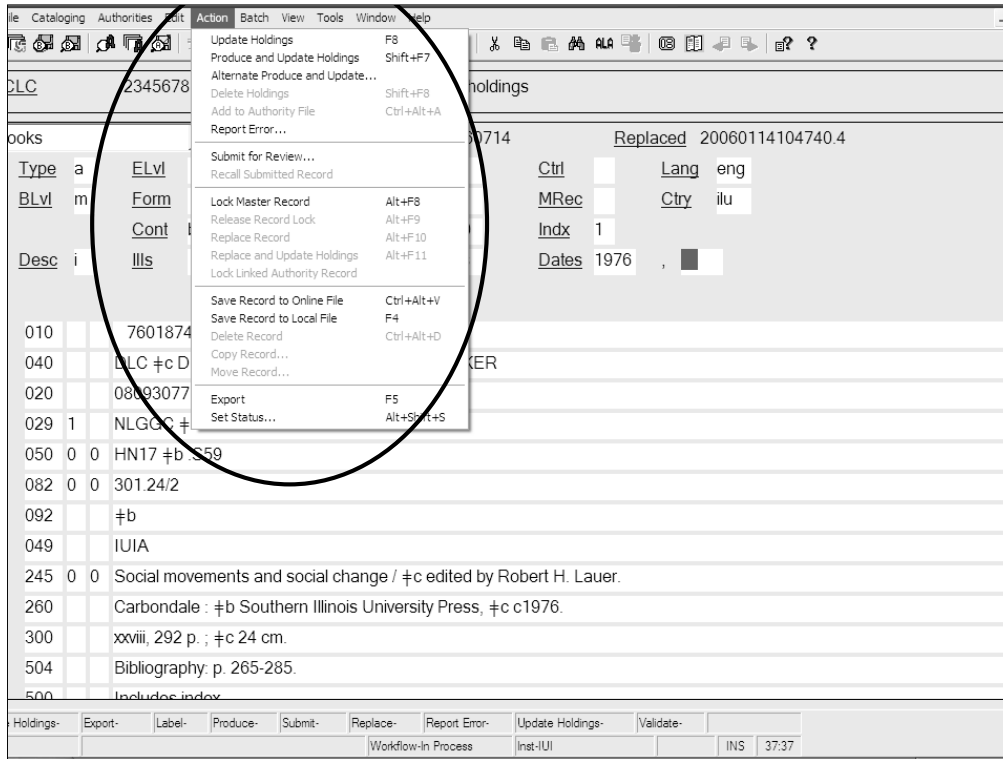 ile Cataloging Authorities Edit Action Batch View Tools Window Help
CLC 2345678 holdings
Update Holdings F8
Produce and Update Holdings Shift+F7
Alternate Produce and Update...
Delete Holdings Shift+F8
Add to Authority File Ctrl+Alt+A
Report Error...
Submit for Review...
Recall Submitted Record
Lock Master Record Alt+F8
Release Record Lock Alt+F9
Replace Record Alt+F10
Replace and Update Holdings Alt+F11
Lock Linked Authority Record
Save Record to Online File Ctrl+Alt+V
Save Record to Local File F4
Delete Record Ctrl+Alt+D
Copy Record...
Move Record...
Export F5
Set Status... Alt+Shift+S
ooks 0714 Replaced 20060114104740.4
Type a ELvl Ctrl Lang eng
BLvl m Form MRec Ctry ilu
Cont b Indx 1
Desc i Ills Dates 1976 ,
010 7601874
040 DLC ‡c D KER
020 08093077
029 1 NLGGC ‡
050 0 0 HN17 ‡b .S59
082 0 0 301.24/2
092 ‡b
049 IUIA
245 0 0 Social movements and social change / ‡c edited by Robert H. Lauer.
260 Carbondale : ‡b Southern Illinois University Press, ‡c c1976.
300 xxviii, 292 p. ; ‡c 24 cm.
504 Bibliography: p. 265-285.
500 Includes index
Holdings- Export- Label- Produce- Submit- Replace- Report Error- Update Holdings- Validate-
Workflow-In Process Inst-IUI INS 37:37